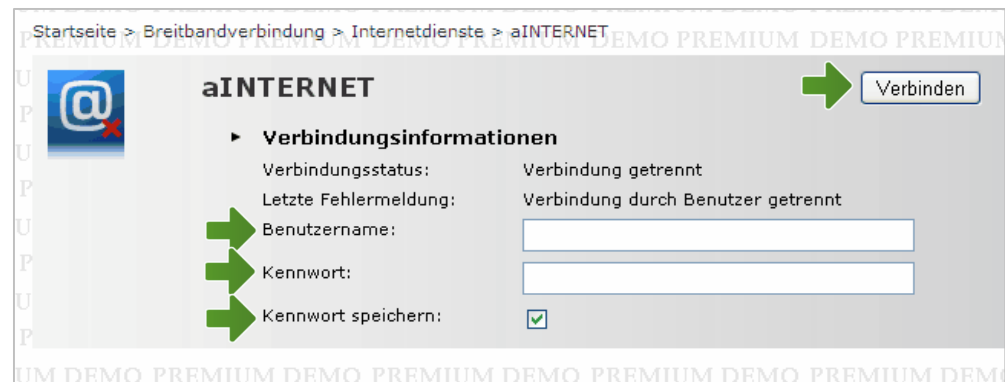 Startseite > Breitbandverbindung > Internetdienste > aINTERNET
aINTERNET
Verbinden
Verbindungsinformationen
Verbindungsstatus: Verbindung getrennt
Letzte Fehlermeldung: Verbindung durch Benutzer getrennt
Benutzername:
Kennwort:
Kennwort speichern:
UM DEMO PREMIUM DEMO PREMIUM DEMO PREMIUM DEMO PREMIUM DEMO